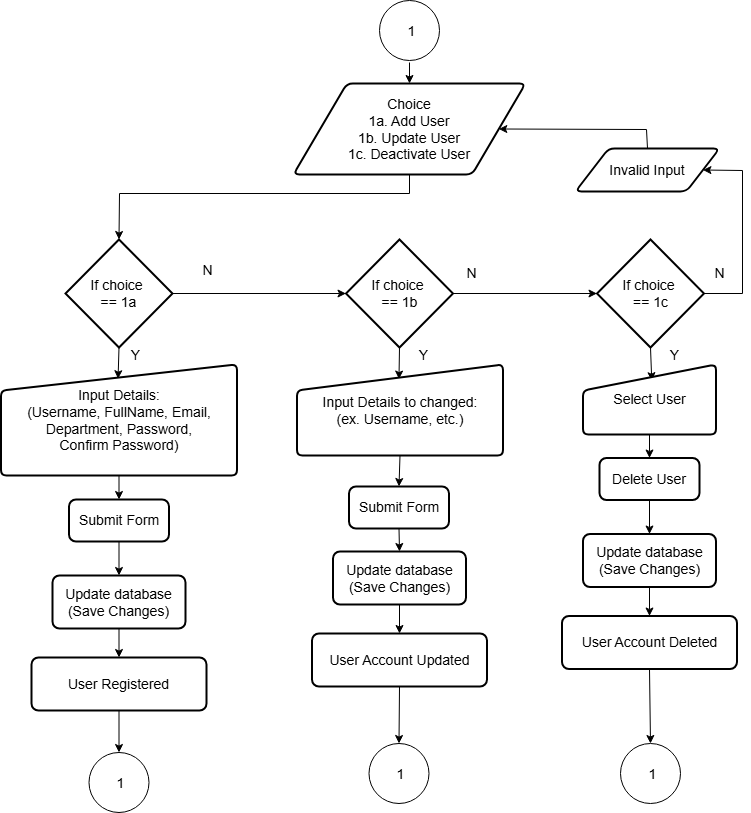 1
Choice
1a. Add User
1b. Update User
1c. Deactivate User
Invalid Input
If choice
== 1a
N
If choice
== 1b
N
If choice
== 1c
N
Y
Y
Y
Input Details:
(Username, FullName, Email,
Department, Password,
Confirm Password)
Input Details to changed:
(ex. Username, etc.)
Select User
Submit Form
Submit Form
Delete User
Update database
(Save Changes)
Update database
(Save Changes)
Update database
(Save Changes)
User Registered
User Account Updated
User Account Deleted
1
1
1